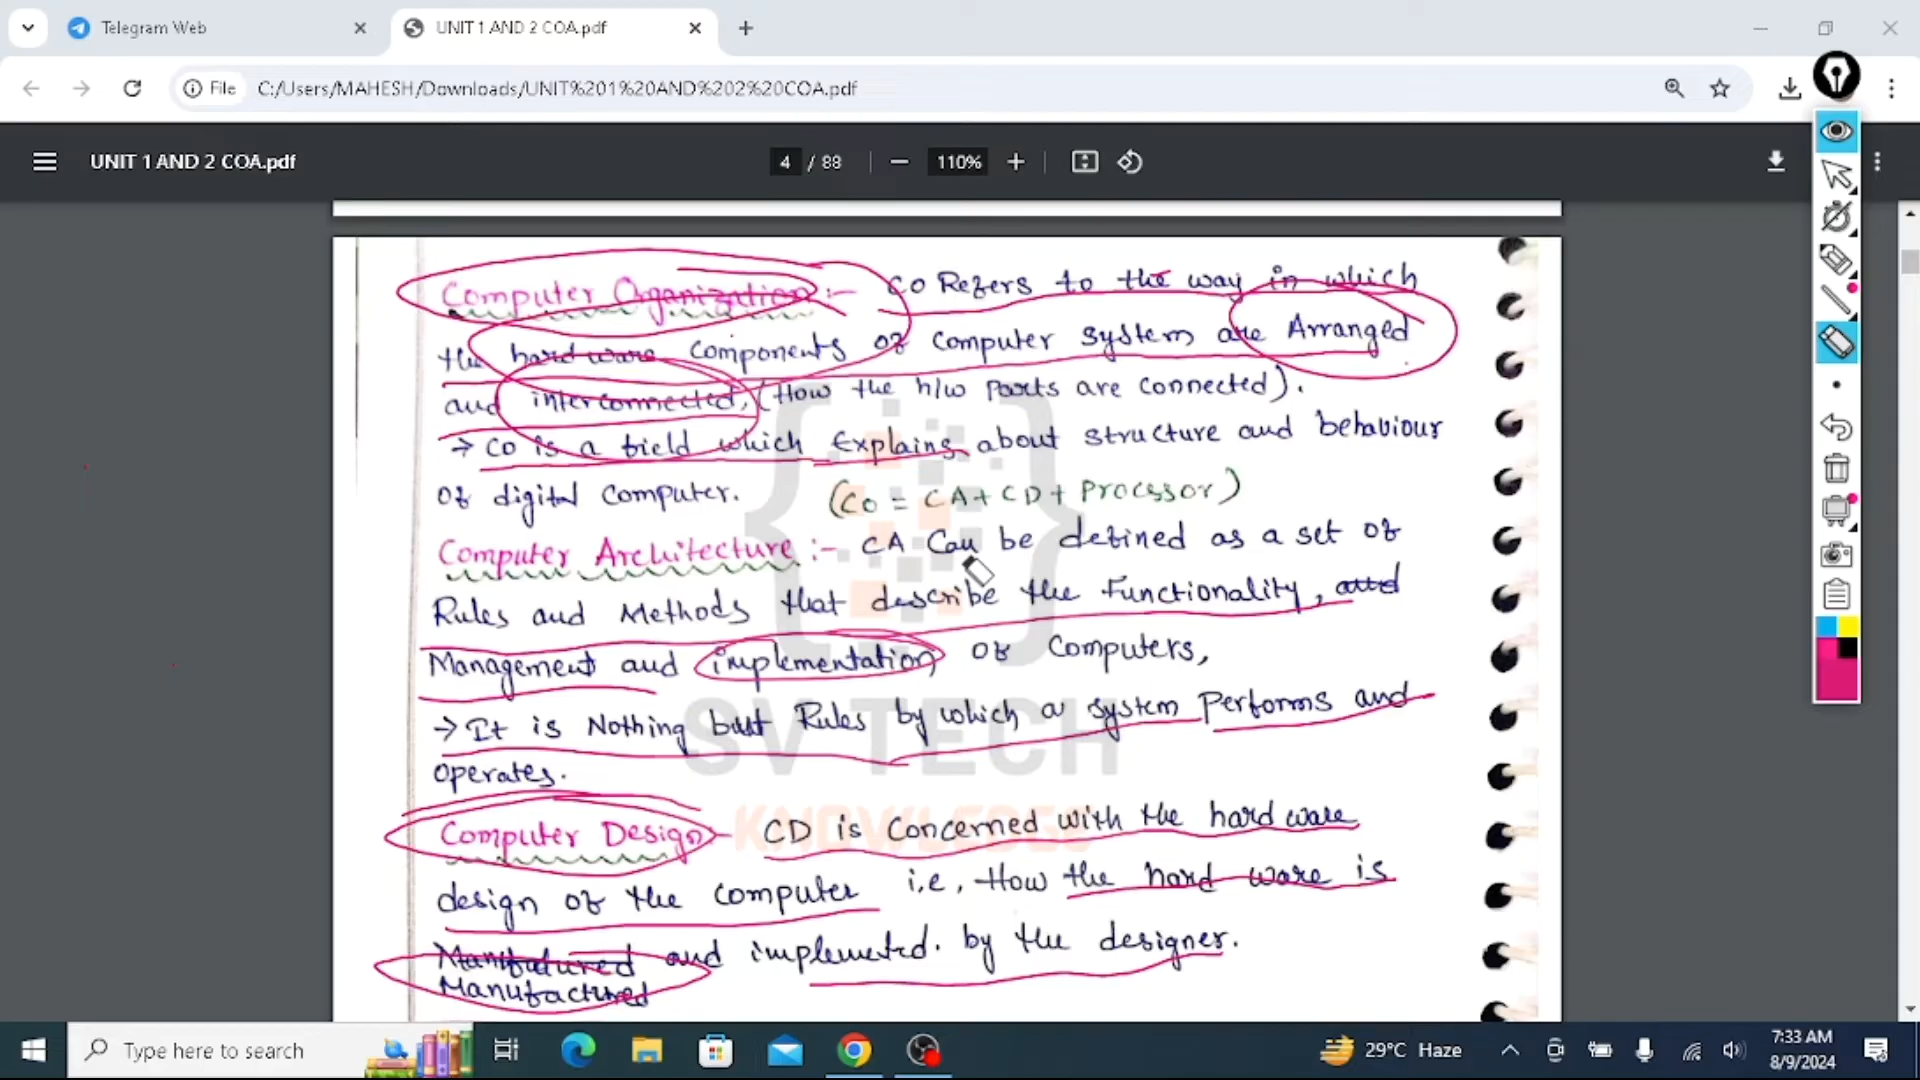 Telegram Web
UNIT 1 AND 2 COA.pdf
File
C:/Users/MAHESH/Downloads/UNIT%201%20AND%202%20COA.pdf
UNIT 1 AND 2 COA.pdf
4 / 88
110%
Computer Organization :- CO Refers to the way in which
the hard ware components of Computer system are Arranged
and interconnected, (How the h/w Parts are connected).
→ CO is a field which Explains about structure and behaviour
Of digital Computer. (CO = CA + CD + Processor)
Computer Architecture :- CA Can be defined as a set of
Rules and Methods that describe the Functionality, and
Management and implementation of Computers,
→ It is Nothing but Rules by which a system Performs and
operates.
Computer Design - CD is Concerned with the hard ware
design of the computer i.e, How the hard ware is
and implemeted. by the designer.
Manufactured
SV TECH
KNOWLEDGE
Type here to search
29°C Haze
7:33 AM
8/9/2024